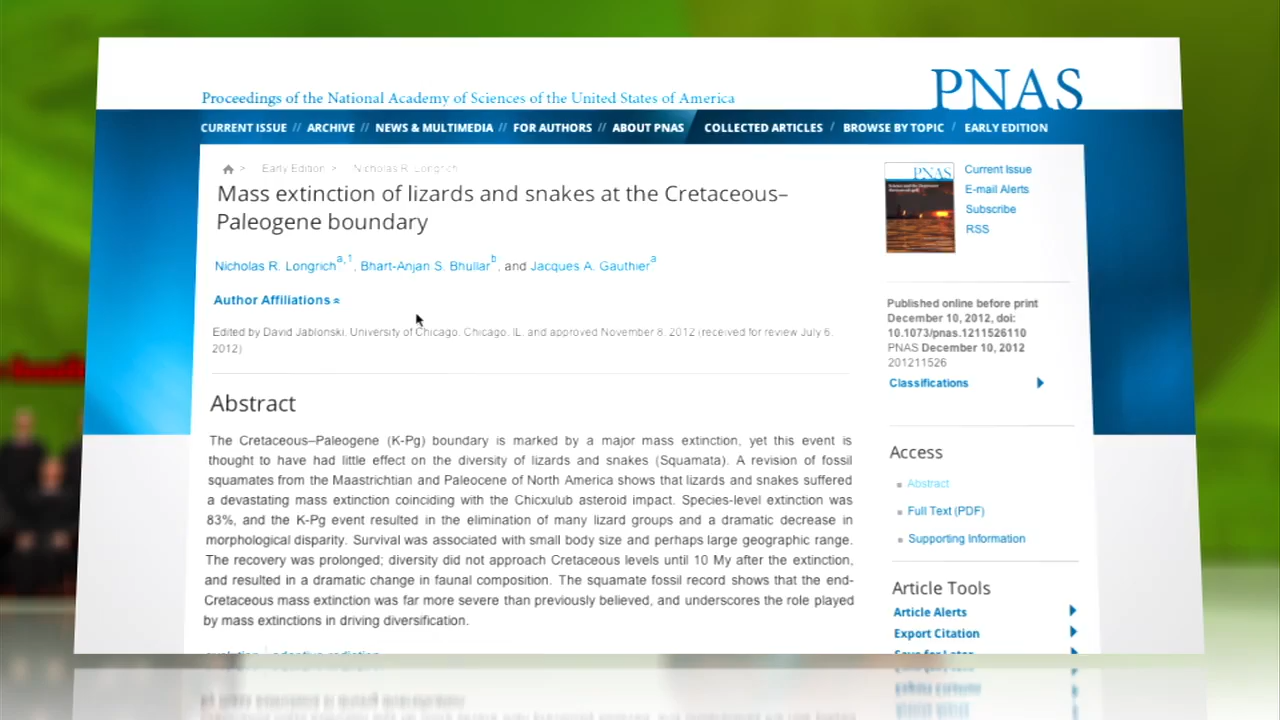 Proceedings of the National Academy of Sciences of the United States of America
PNAS
CURRENT ISSUE // ARCHIVE // NEWS & MULTIMEDIA // FOR AUTHORS // ABOUT PNAS COLLECTED ARTICLES / BROWSE BY TOPIC / EARLY EDITION
> Early Edition > Nicholas R. Longrich
Mass extinction of lizards and snakes at the Cretaceous–
Paleogene boundary
Nicholas R. Longrich a,1, Bhart-Anjan S. Bhullar b, and Jacques A. Gauthier a
Author Affiliations
Edited by David Jablonski, University of Chicago, Chicago, IL, and approved November 8, 2012 (received for review July 6,
2012)
Abstract
The Cretaceous–Paleogene (K-Pg) boundary is marked by a major mass extinction, yet this event is
thought to have had little effect on the diversity of lizards and snakes (Squamata). A revision of fossil
squamates from the Maastrichtian and Paleocene of North America shows that lizards and snakes suffered
a devastating mass extinction coinciding with the Chicxulub asteroid impact. Species-level extinction was
83%, and the K-Pg event resulted in the elimination of many lizard groups and a dramatic decrease in
morphological disparity. Survival was associated with small body size and perhaps large geographic range.
The recovery was prolonged; diversity did not approach Cretaceous levels until 10 My after the extinction,
and resulted in a dramatic change in faunal composition. The squamate fossil record shows that the end-
Cretaceous mass extinction was far more severe than previously believed, and underscores the role played
by mass extinctions in driving diversification.
PNAS
Current Issue
E-mail Alerts
Subscribe
RSS
Published online before print
December 10, 2012, doi:
10.1073/pnas.1211526110
PNAS December 10, 2012
201211526
Classifications
Access
Abstract
Full Text (PDF)
Supporting Information
Article Tools
Article Alerts
Export Citation